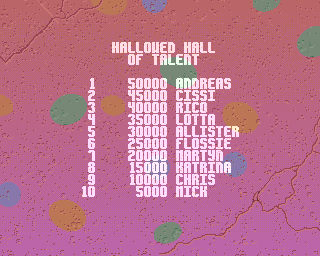 HALLOWED HALL
OF TALENT
1 50000 ANDREAS
2 45000 CISSI
3 40000 RICO
4 35000 LOTTA
5 30000 ALLISTER
6 25000 FLOSSIE
7 20000 MARTYN
8 15000 KATRINA
9 10000 CHRIS
10 5000 NICK